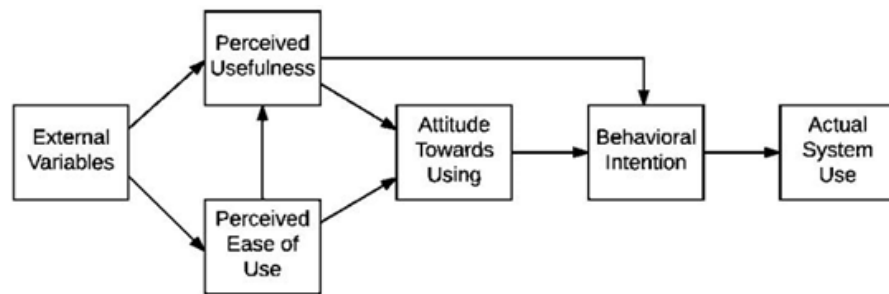 Perceived
Usefulness
External
Variables
Perceived
Ease of
Use
Attitude
Towards
Using
Behavioral
Intention
Actual
System
Use